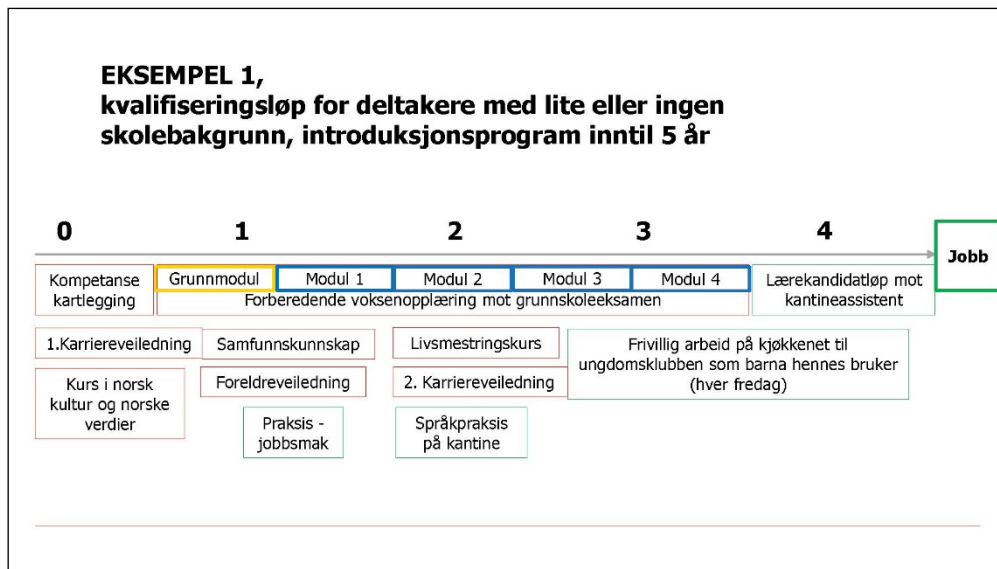 EKSEMPEL 1,
kvalifiseringsløp for deltakere med lite eller ingen
skolebakgrunn, introduksjonsprogram inntil 5 år
0
1
2
3
4
Jobb
Kompetanse
kartlegging
Grunnmodul
Modul 1
Modul 2
Modul 3
Modul 4
Forberedende voksenopplæring mot grunnskoleeksamen
Lærekandidatløp mot
kantineassistent
1.Karriereveiledning
Samfunnskunnskap
Livsmestringskurs
Frivillig arbeid på kjøkkenet til
ungdomsklubben som barna hennes bruker
(hver fredag)
Kurs i norsk
kultur og norske
verdier
Foreldreveiledning
2. Karriereveiledning
Praksis -
jobbsmak
Språkpraksis
på kantine